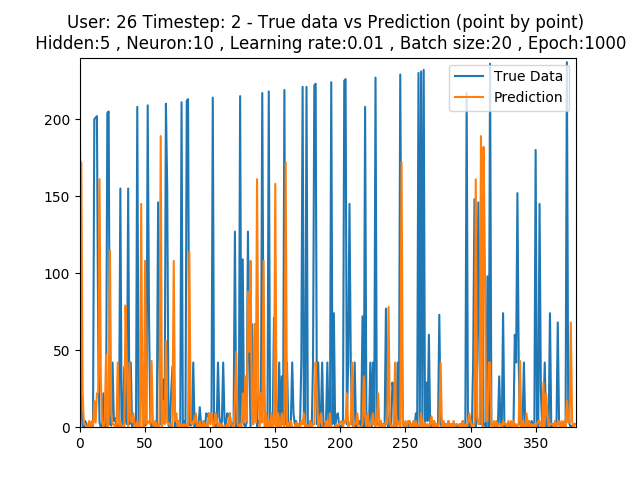 User: 26 Timestep: 2 - True data vs Prediction (point by point)
Hidden:5 , Neuron:10 , Learning rate:0.01 , Batch size:20 , Epoch:1000
True Data
Prediction
200
150
100
50
0
0 50 100 150 200 250 300 350